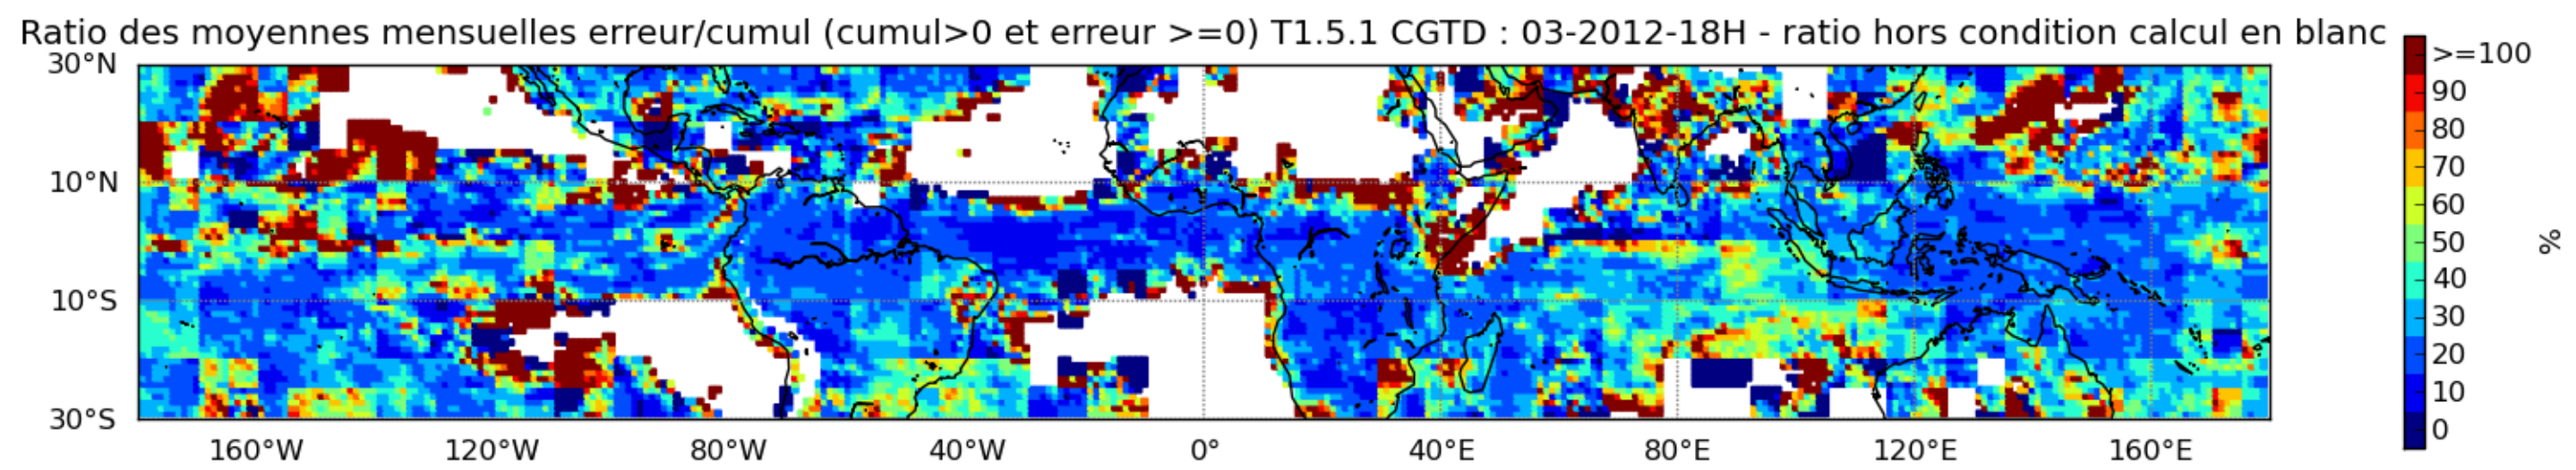 Ratio des moyennes mensuelles erreur/cumul (cumul>0 et erreur >=0) T1.5.1 CGTD : 03-2012-18H - ratio hors condition calcul en blanc
30°N
10°N
10°S
30°S
160°W 120°W 80°W 40°W 0° 40°E 80°E 120°E 160°E
>=100
90
80
70
60
50
40
30
20
10
0
%